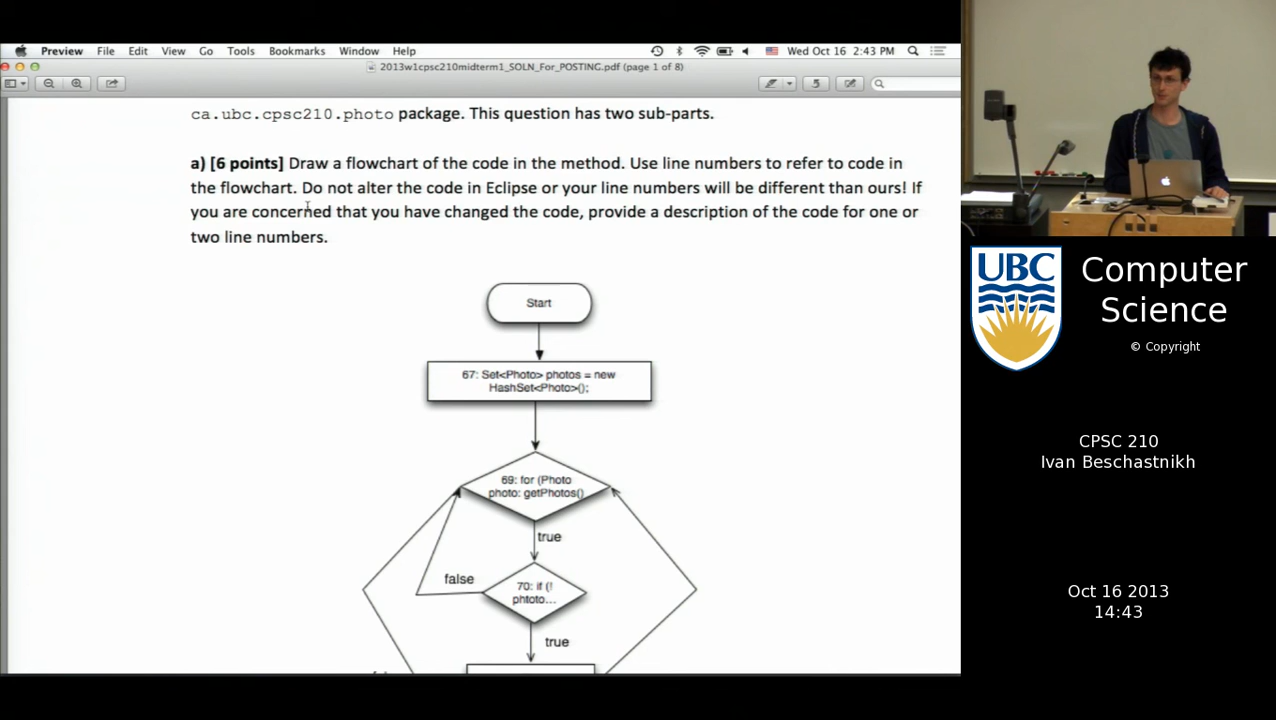 Preview File Edit View Go Tools Bookmarks Window Help Wed Oct 16 2:43 PM
2013w1cpsc210midterm1_SOLN_For_POSTING.pdf (page 1 of 8)
ca.ubc.cpsc210.photo package. This question has two sub-parts.
a) [6 points] Draw a flowchart of the code in the method. Use line numbers to refer to code in
the flowchart. Do not alter the code in Eclipse or your line numbers will be different than ours! If
you are concerned that you have changed the code, provide a description of the code for one or
two line numbers.
Start
67: Set<Photo> photos = new
HashSet<Photo>();
69: for (Photo
photo: getPhotos()
true
false
70: if (!
phtoto...
true
UBC
Computer
Science
© Copyright
CPSC 210
Ivan Beschastnikh
Oct 16 2013
14:43